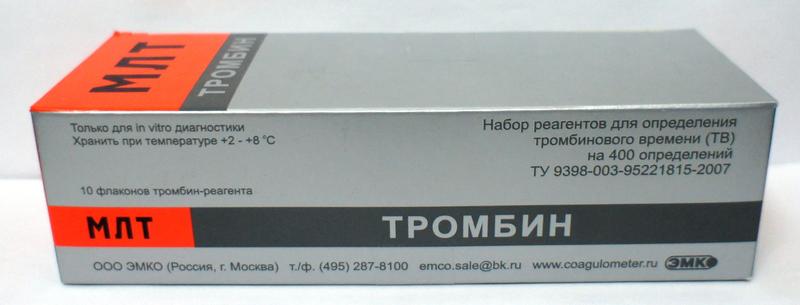 МЛТ
ТРОМБИН
Только для in vitro диагностики
Хранить при температуре +2 - +8 °С
10 флаконов тромбин-реагента
Набор реагентов для определения
тромбинового времени (ТВ)
на 400 определений
ТУ 9398-003-95221815-2007
МЛТ ТРОМБИН
ООО ЭМКО (Россия, г. Москва) т./ф. (495) 287-8100 emco.sale@bk.ru www.coagulometer.ru ЭМК